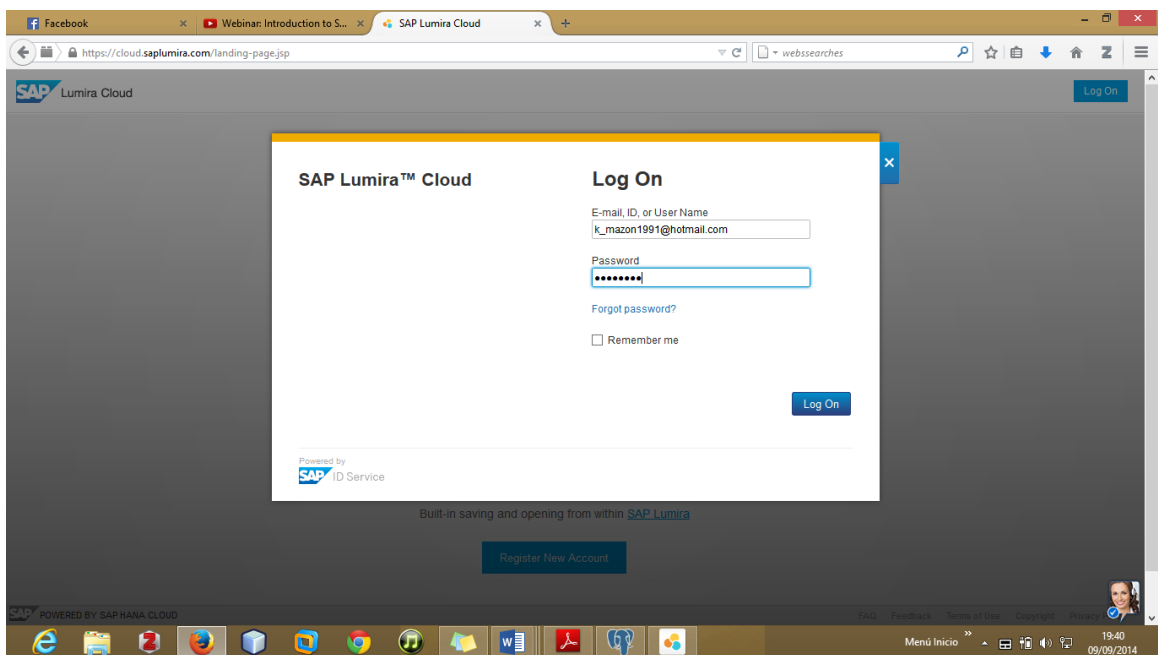 Facebook
Webinar: Introduction to S...
SAP Lumira Cloud
https://cloud.saplumira.com/landing-page.jsp
webssearches
SAP Lumira Cloud
Log On
SAP Lumira™ Cloud
Log On
E-mail, ID, or User Name
k_mazon1991@hotmail.com
Password
••••••••
Forgot password?
Remember me
Log On
Powered by
SAP ID Service
Built-in saving and opening from within SAP Lumira
Register New Account
SAP POWERED BY SAP HANA CLOUD
FAQ Feedback Terms of Use Copyright Privacy
Menú Inicio
19:40
09/09/2014